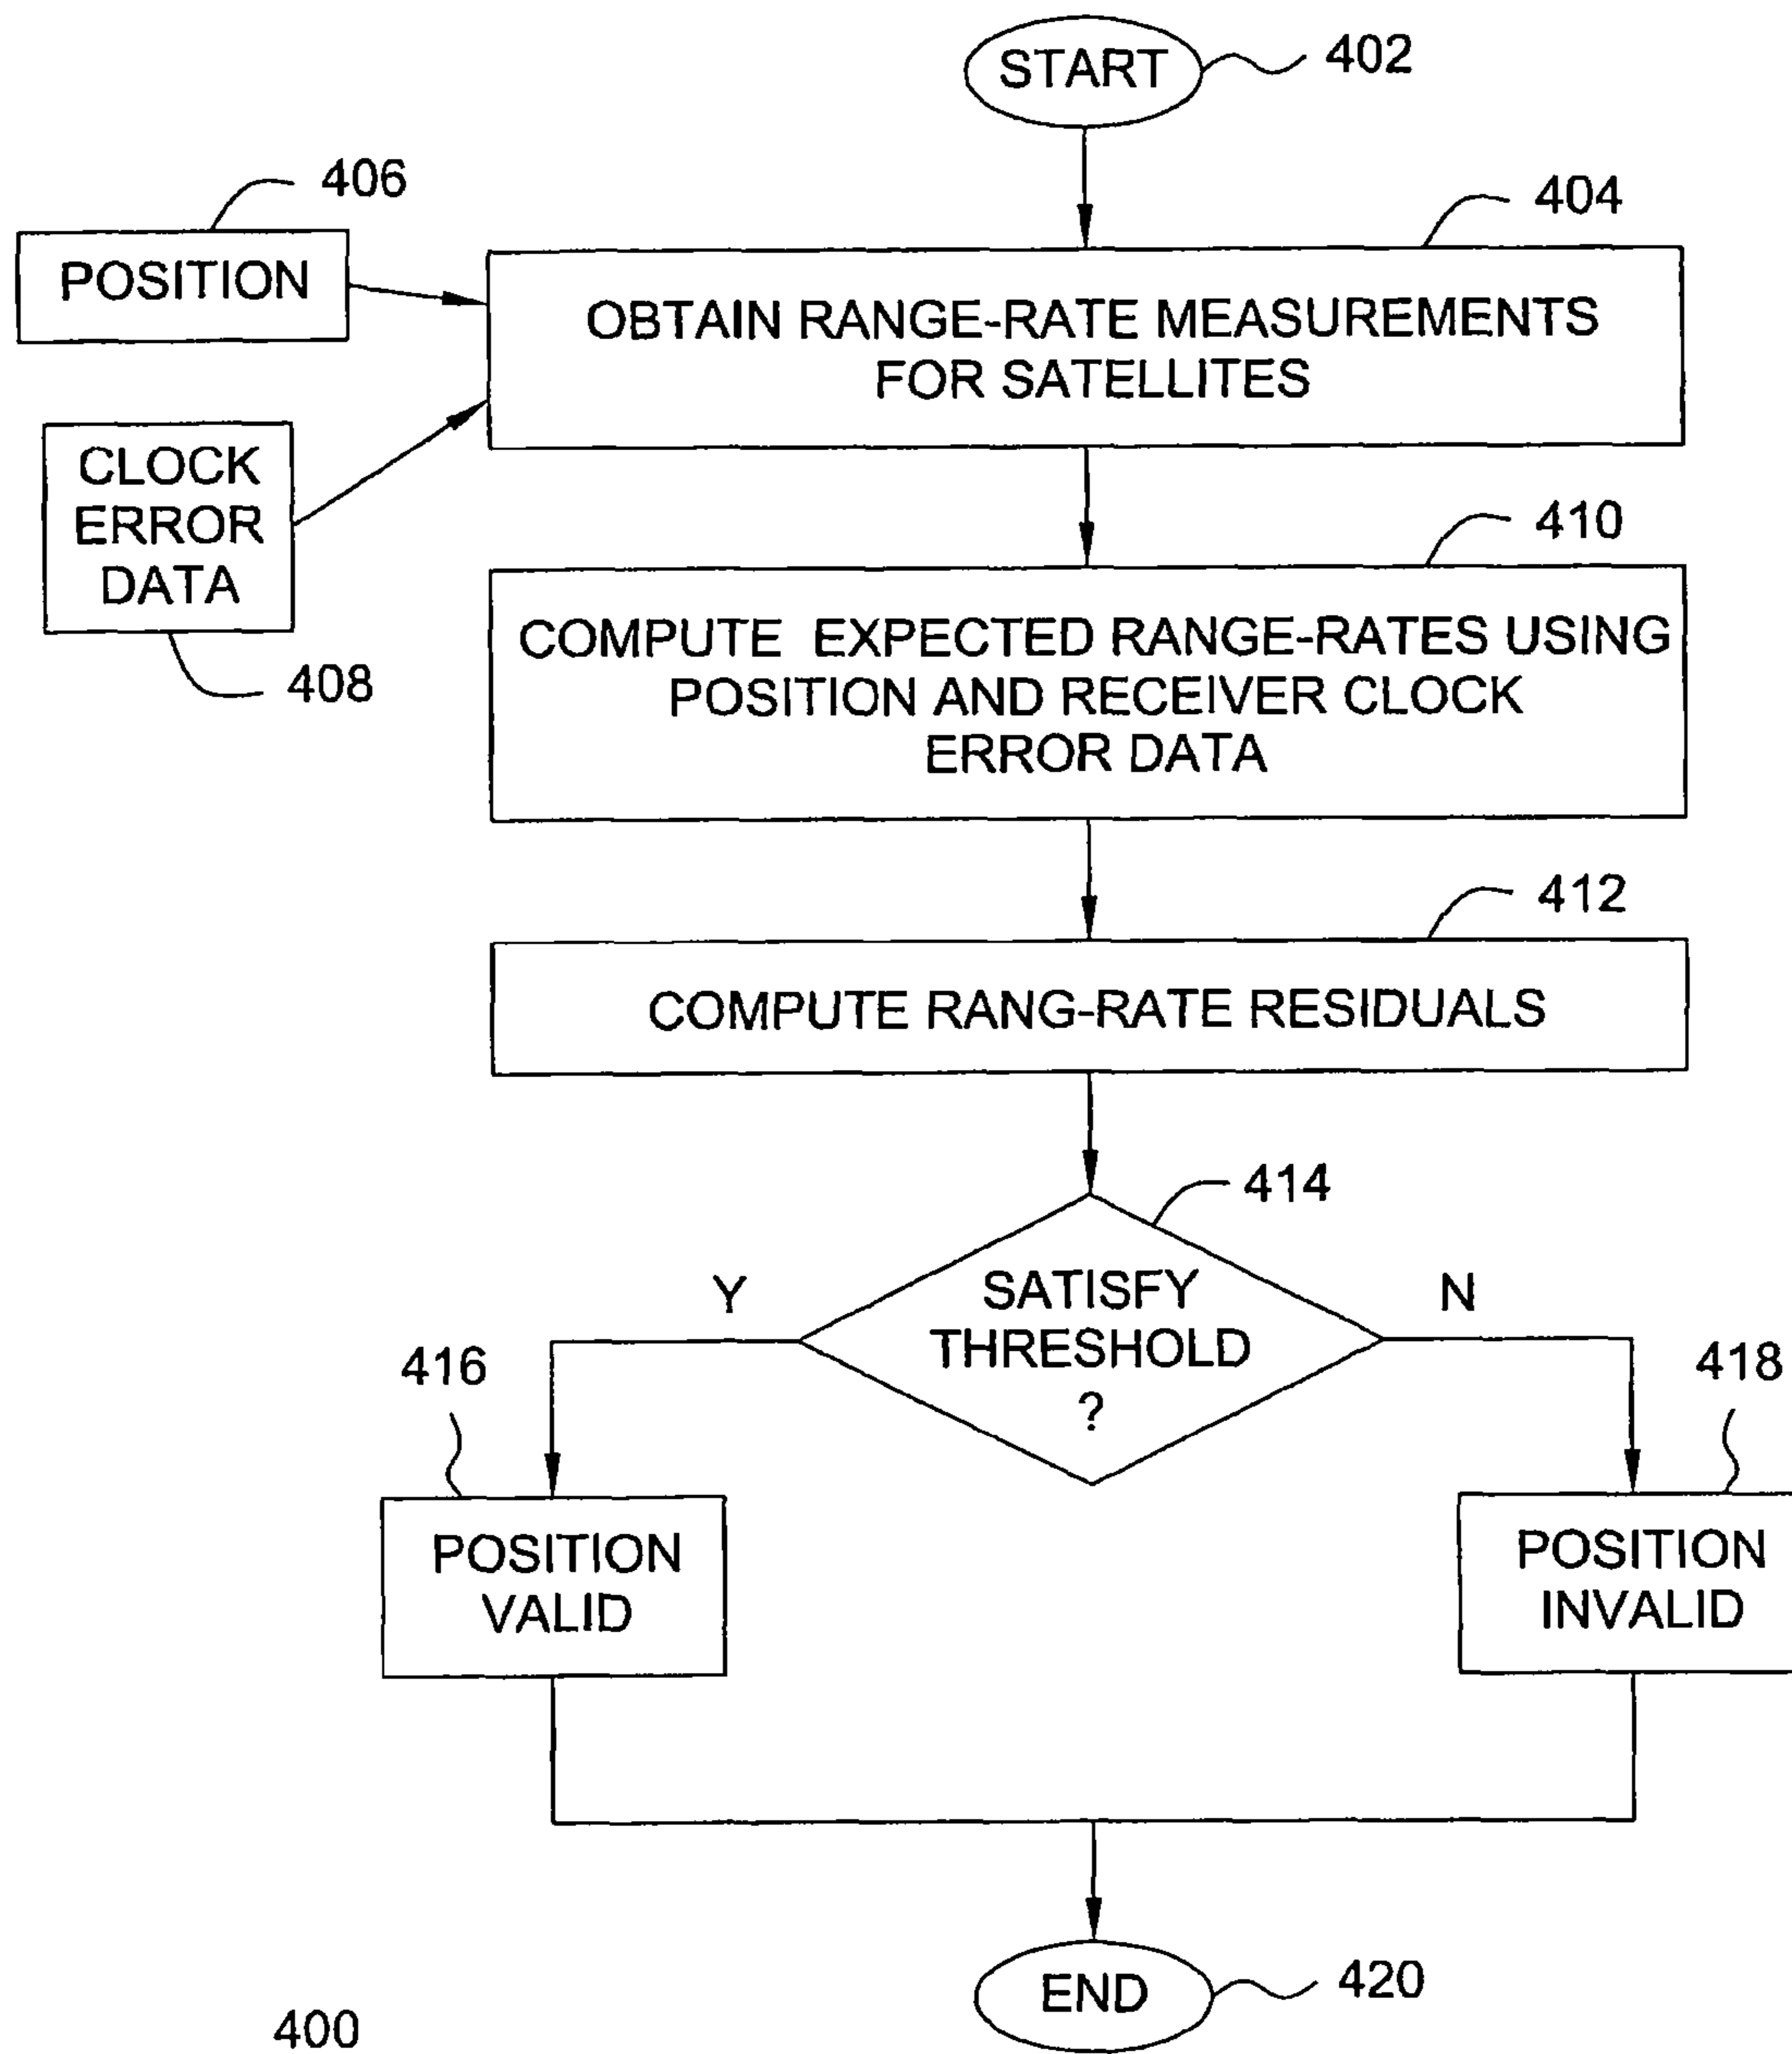 START
402
406
POSITION
404
OBTAIN RANGE-RATE MEASUREMENTS
FOR SATELLITES
CLOCK
ERROR
DATA
408
410
COMPUTE EXPECTED RANGE-RATES USING
POSITION AND RECEIVER CLOCK
ERROR DATA
412
COMPUTE RANG-RATE RESIDUALS
414
SATISFY
THRESHOLD
?
Y
N
416
POSITION
VALID
418
POSITION
INVALID
END
420
400